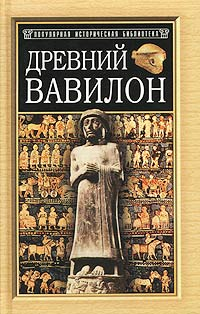 ПОПУЛЯРНАЯ ИСТОРИЧЕСКАЯ БИБЛИОТЕКА
ДРЕВНИЙ
ВАВИЛОН